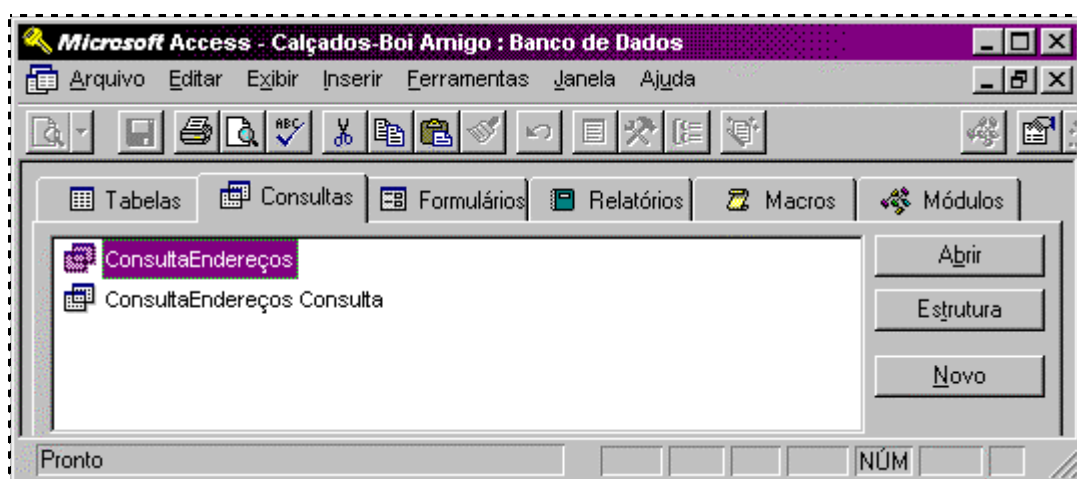 Microsoft Access - Calçados-Boi Amigo : Banco de Dados
Arquivo Editar Exibir Inserir Ferramentas Janela Ajuda
ABC
Tabelas Consultas Formulários Relatórios Macros Módulos
ConsultaEndereços Abrir
ConsultaEndereços Consulta Estrutura
Novo
Pronto NÚM